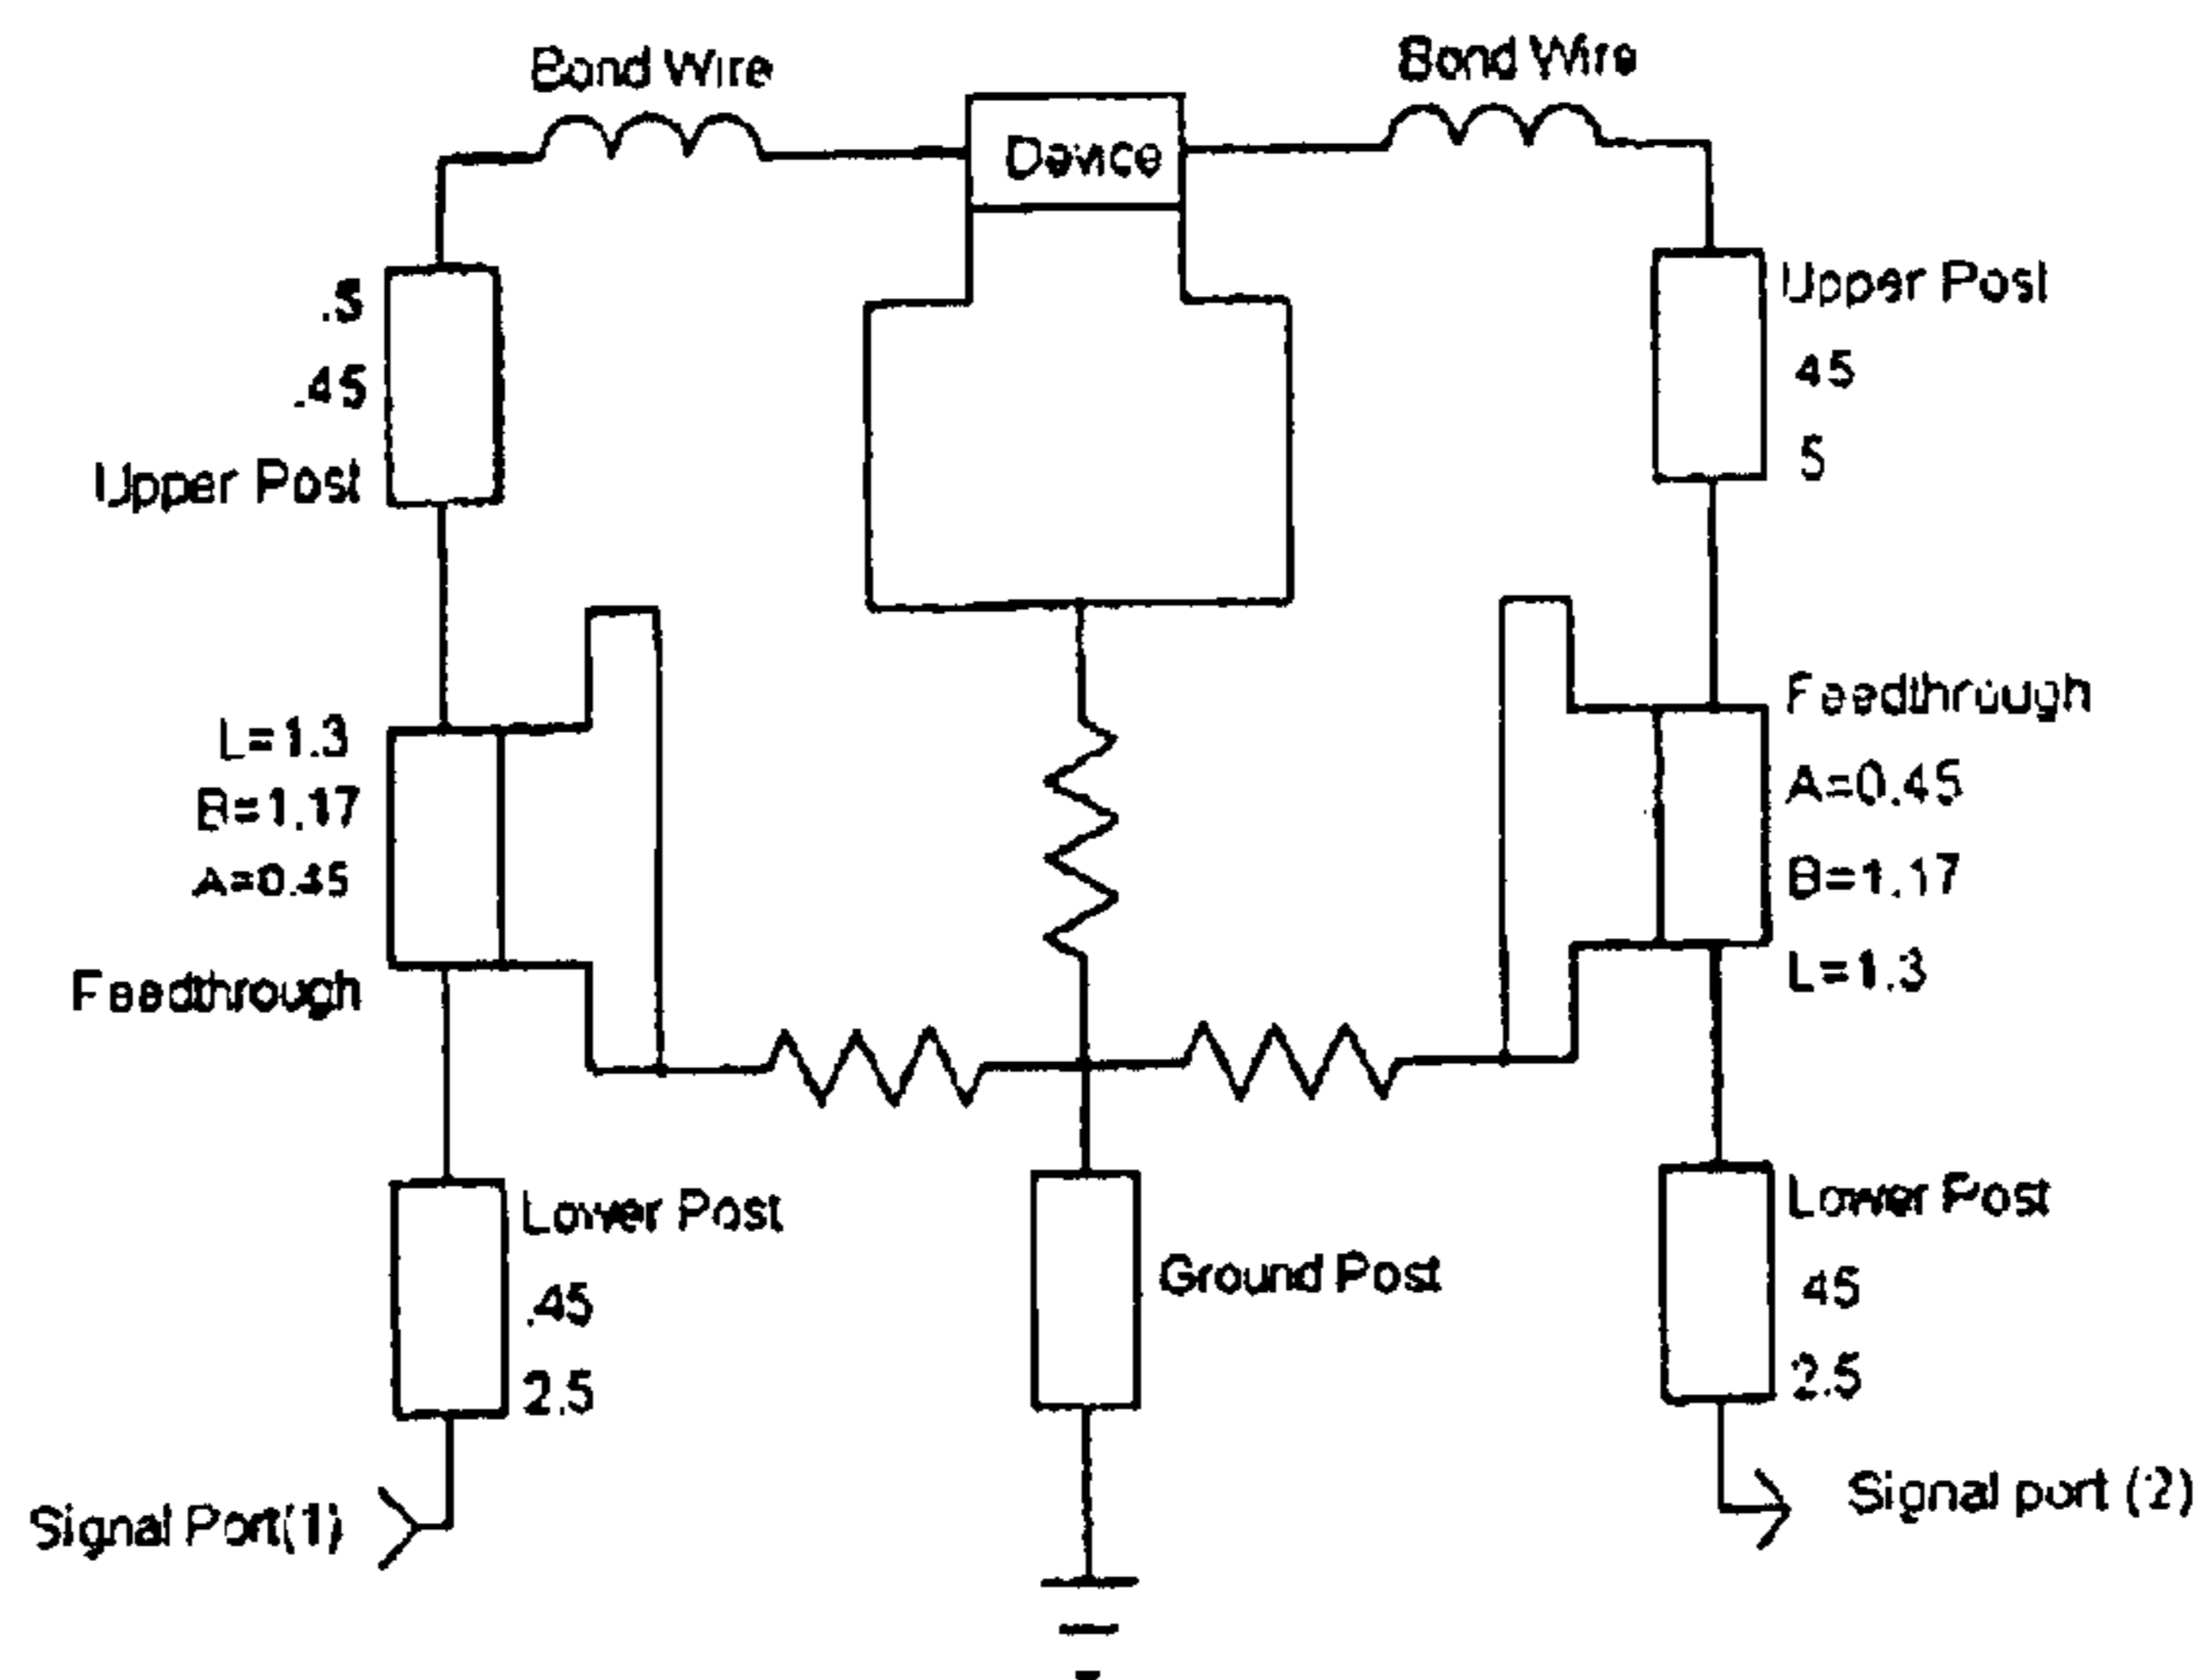 Bond Wire
Bond Wire
Device
.5
.45
Upper Post
Upper Post
45
5
L=1.3
B=1.17
A=0.45
Feedthrough
Feedthrough
A=0.45
B=1.17
L=1.3
Lower Post
.45
2.5
Ground Post
Lower Post
45
2.5
Signal Port(1)
Signal port (2)